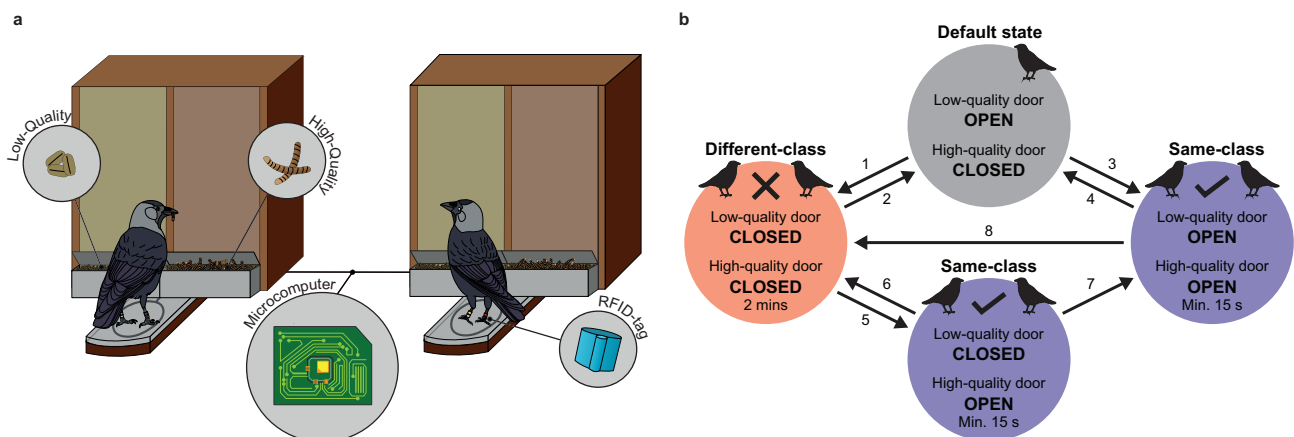 a
Low-Quality
High-Quality
Microcomputer
RFID-tag
b
Default state
Low-quality door
OPEN
High-quality door
CLOSED
Different-class
Low-quality door
CLOSED
High-quality door
CLOSED
2 mins
1
2
3
4
Same-class
Low-quality door
OPEN
High-quality door
OPEN
Min. 15 s
8
5
6
7
Same-class
Low-quality door
CLOSED
High-quality door
OPEN
Min. 15 s